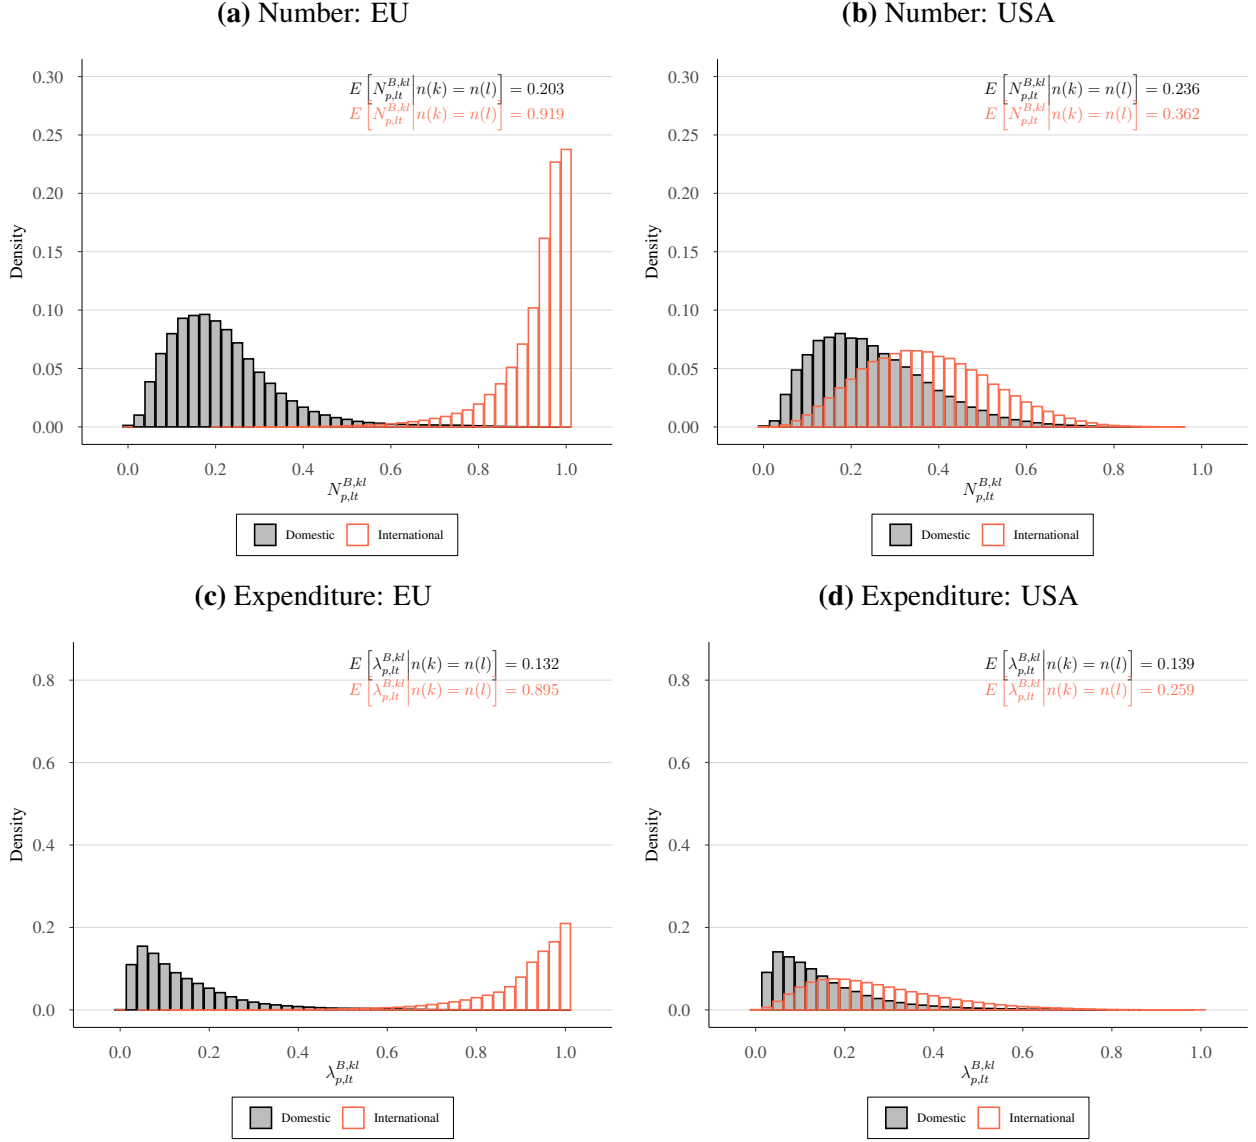 (a) Number: EU
E [N^{B,kl}_{p,lt} | n(k) = n(l)] = 0.203
E [N^{B,kl}_{p,lt} | n(k) = n(l)] = 0.919
0.30
0.25
0.20
0.15
0.10
0.05
0.00
Density
0.0 0.2 0.4 0.6 0.8 1.0
N^{B,kl}_{p,lt}
Domestic International
(b) Number: USA
E [N^{B,kl}_{p,lt} | n(k) = n(l)] = 0.236
E [N^{B,kl}_{p,lt} | n(k) = n(l)] = 0.362
0.30
0.25
0.20
0.15
0.10
0.05
0.00
Density
0.0 0.2 0.4 0.6 0.8 1.0
N^{B,kl}_{p,lt}
Domestic International
(c) Expenditure: EU
E [λ^{B,kl}_{p,lt} | n(k) = n(l)] = 0.132
E [λ^{B,kl}_{p,lt} | n(k) = n(l)] = 0.895
0.8
0.6
0.4
0.2
0.0
Density
0.0 0.2 0.4 0.6 0.8 1.0
λ^{B,kl}_{p,lt}
Domestic International
(d) Expenditure: USA
E [λ^{B,kl}_{p,lt} | n(k) = n(l)] = 0.139
E [λ^{B,kl}_{p,lt} | n(k) = n(l)] = 0.259
0.8
0.6
0.4
0.2
0.0
Density
0.0 0.2 0.4 0.6 0.8 1.0
λ^{B,kl}_{p,lt}
Domestic International